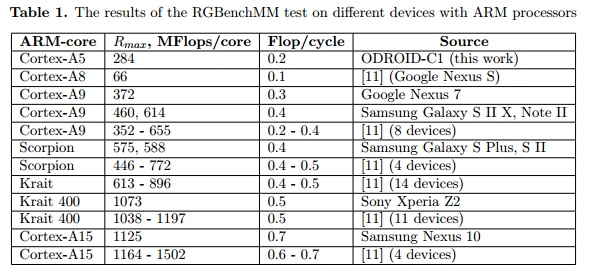 Table 1. The results of the RGBenchMM test on different devices with ARM processors
ARM-core R_max, MFlops/core Flop/cycle Source
Cortex-A5 284 0.2 ODROID-C1 (this work)
Cortex-A8 66 0.1 [11] (Google Nexus S)
Cortex-A9 372 0.3 Google Nexus 7
Cortex-A9 460, 614 0.4 Samsung Galaxy S II X, Note II
Cortex-A9 352 - 655 0.2 - 0.4 [11] (8 devices)
Scorpion 575, 588 0.4 Samsung Galaxy S Plus, S II
Scorpion 446 - 772 0.4 - 0.5 [11] (4 devices)
Krait 613 - 896 0.4 - 0.5 [11] (14 devices)
Krait 400 1073 0.5 Sony Xperia Z2
Krait 400 1038 - 1197 0.5 [11] (11 devices)
Cortex-A15 1125 0.7 Samsung Nexus 10
Cortex-A15 1164 - 1502 0.6 - 0.7 [11] (4 devices)